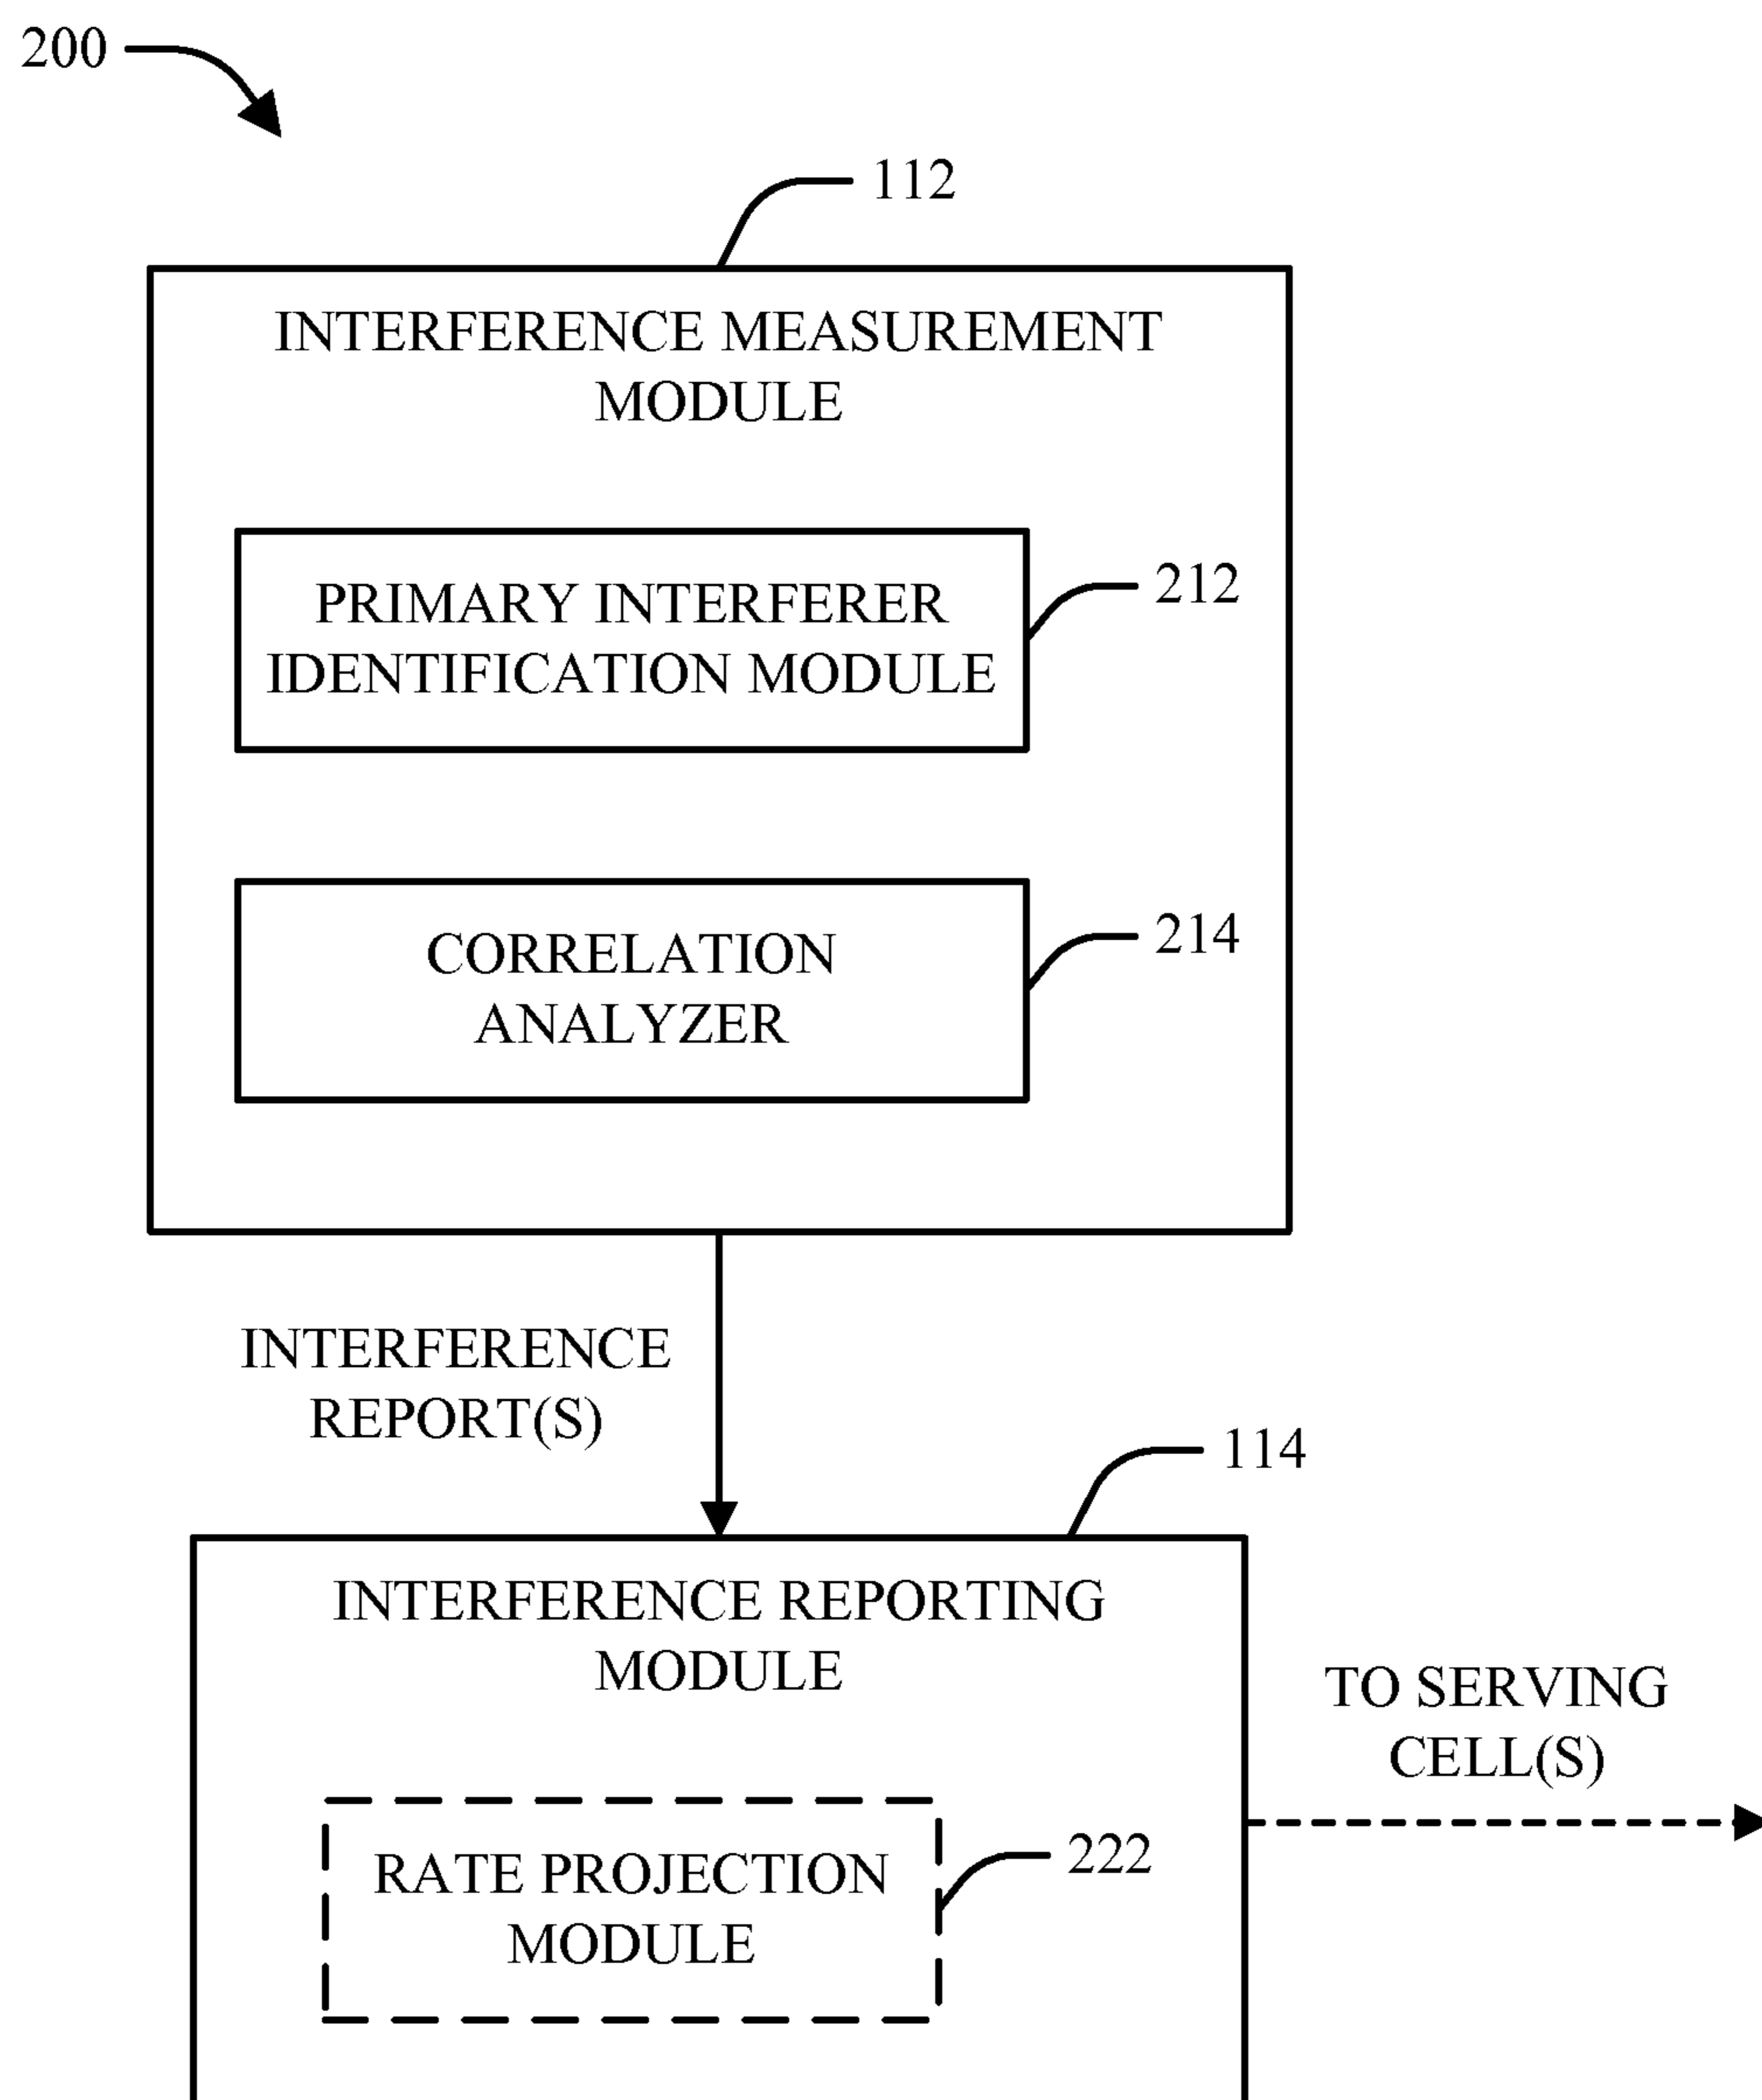 200
112
INTERFERENCE MEASUREMENT
MODULE
PRIMARY INTERFERER
IDENTIFICATION MODULE
212
CORRELATION
ANALYZER
214
INTERFERENCE
REPORT(S)
114
INTERFERENCE REPORTING
MODULE
TO SERVING
CELL(S)
RATE PROJECTION
MODULE
222